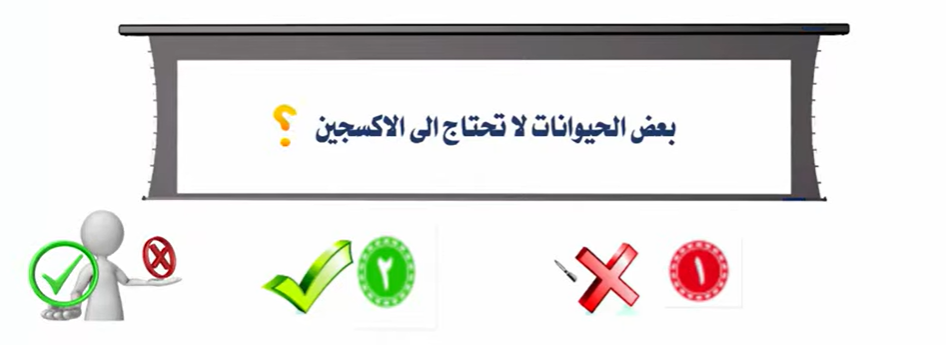 بعض الحيوانات لا تحتاج الى الاكسجين ؟
١
٢